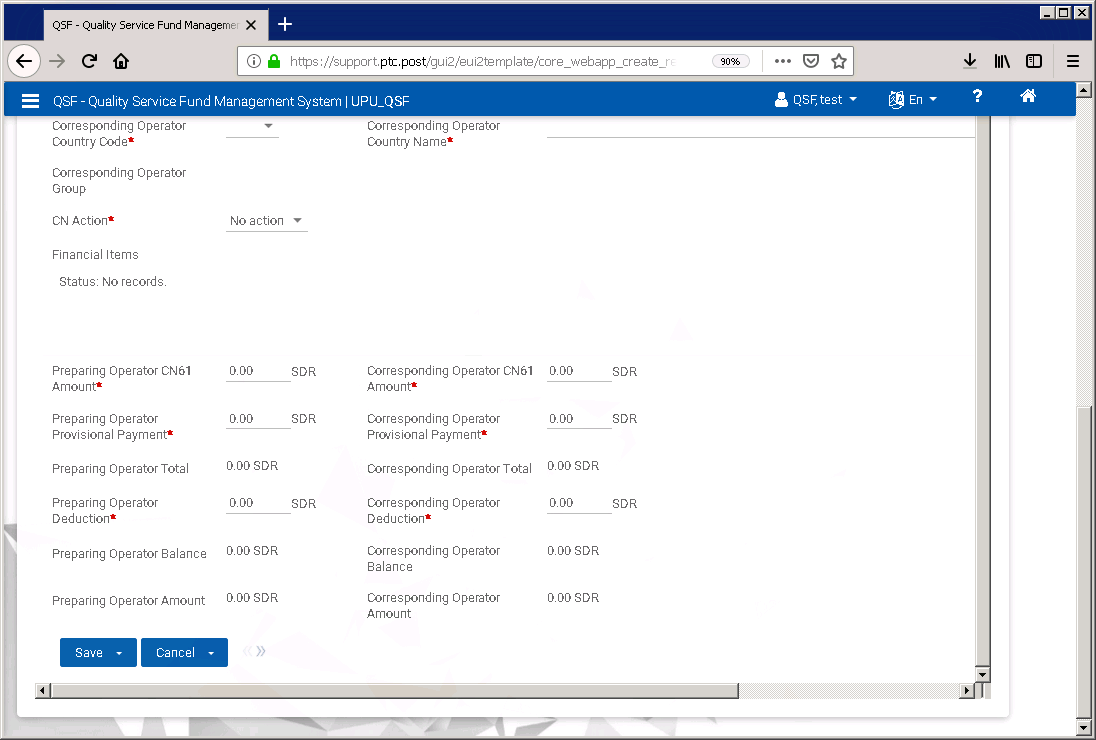 QSF - Quality Service Fund Managemen
https://support.ptc.post/gui2/eui2template/core_webapp_create_re
90%
QSF - Quality Service Fund Management System | UPU_QSF
QSF, test
En
?
Corresponding Operator Country Code*
Corresponding Operator Country Name*
Corresponding Operator Group
CN Action*
No action
Financial Items
Status: No records.
Preparing Operator CN61 Amount*
0.00 SDR
Corresponding Operator CN61 Amount*
0.00 SDR
Preparing Operator Provisional Payment*
0.00 SDR
Corresponding Operator Provisional Payment*
0.00 SDR
Preparing Operator Total
0.00 SDR
Corresponding Operator Total
0.00 SDR
Preparing Operator Deduction*
0.00 SDR
Corresponding Operator Deduction*
0.00 SDR
Preparing Operator Balance
0.00 SDR
Corresponding Operator Balance
0.00 SDR
Preparing Operator Amount
0.00 SDR
Corresponding Operator Amount
0.00 SDR
Save
Cancel